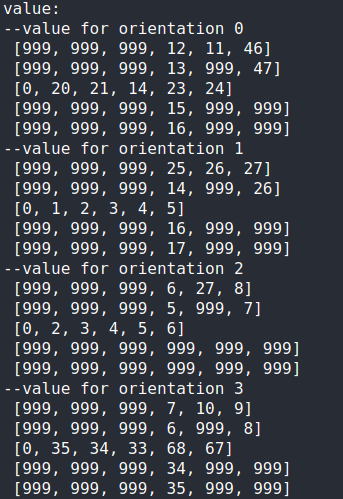 value:
--value for orientation 0
[999, 999, 999, 12, 11, 46]
[999, 999, 999, 13, 999, 47]
[0, 20, 21, 14, 23, 24]
[999, 999, 999, 15, 999, 999]
[999, 999, 999, 16, 999, 999]
--value for orientation 1
[999, 999, 999, 25, 26, 27]
[999, 999, 999, 14, 999, 26]
[0, 1, 2, 3, 4, 5]
[999, 999, 999, 16, 999, 999]
[999, 999, 999, 17, 999, 999]
--value for orientation 2
[999, 999, 999, 6, 27, 8]
[999, 999, 999, 5, 999, 7]
[0, 2, 3, 4, 5, 6]
[999, 999, 999, 999, 999, 999]
[999, 999, 999, 999, 999, 999]
--value for orientation 3
[999, 999, 999, 7, 10, 9]
[999, 999, 999, 6, 999, 8]
[0, 35, 34, 33, 68, 67]
[999, 999, 999, 34, 999, 999]
[999, 999, 999, 35, 999, 999]